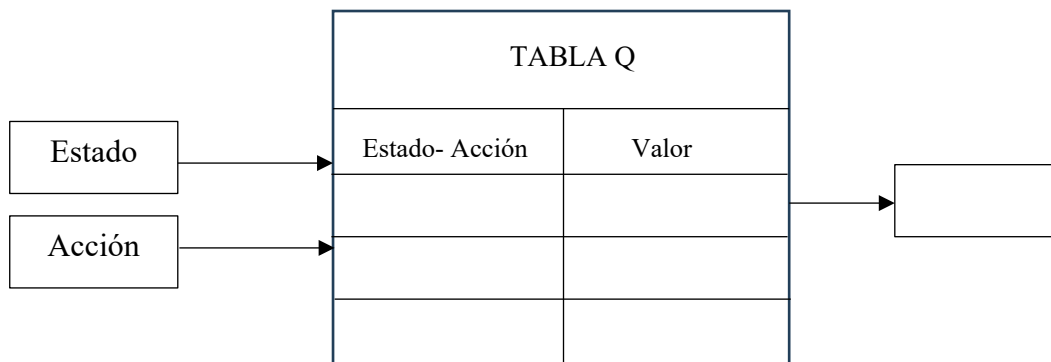 TABLA Q
Estado
Estado- Acción
Valor
Acción